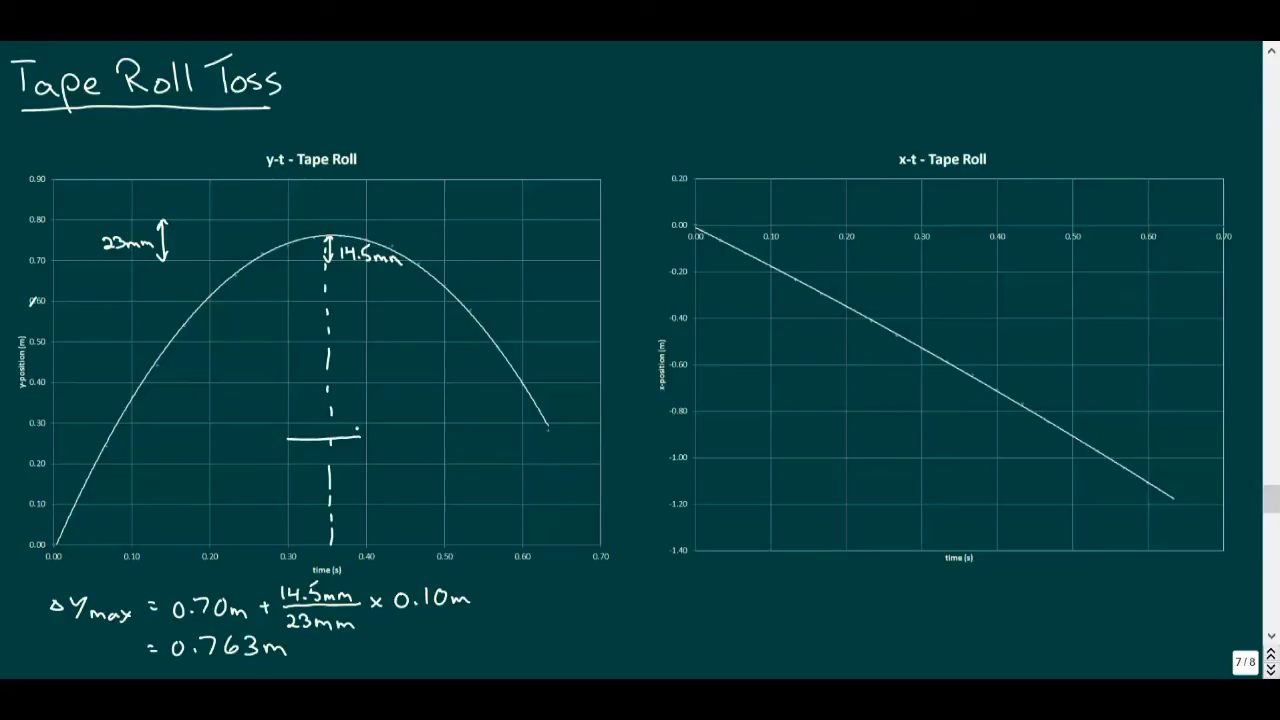 Tape Roll Toss
y-t - Tape Roll
0.90
0.80
0.70
0.60
0.50
0.40
0.30
0.20
0.10
0.00
y-position (m)
23mm
14.5mm
0.00 0.10 0.20 0.30 0.40 0.50 0.60 0.70
time (s)
x-t - Tape Roll
0.20
0.00
-0.20
-0.40
-0.60
-0.80
-1.00
-1.20
-1.40
x-position (m)
0.00 0.10 0.20 0.30 0.40 0.50 0.60 0.70
time (s)
Δy max = 0.70m + 14.5mm/23mm × 0.10m
= 0.763m
7 / 8